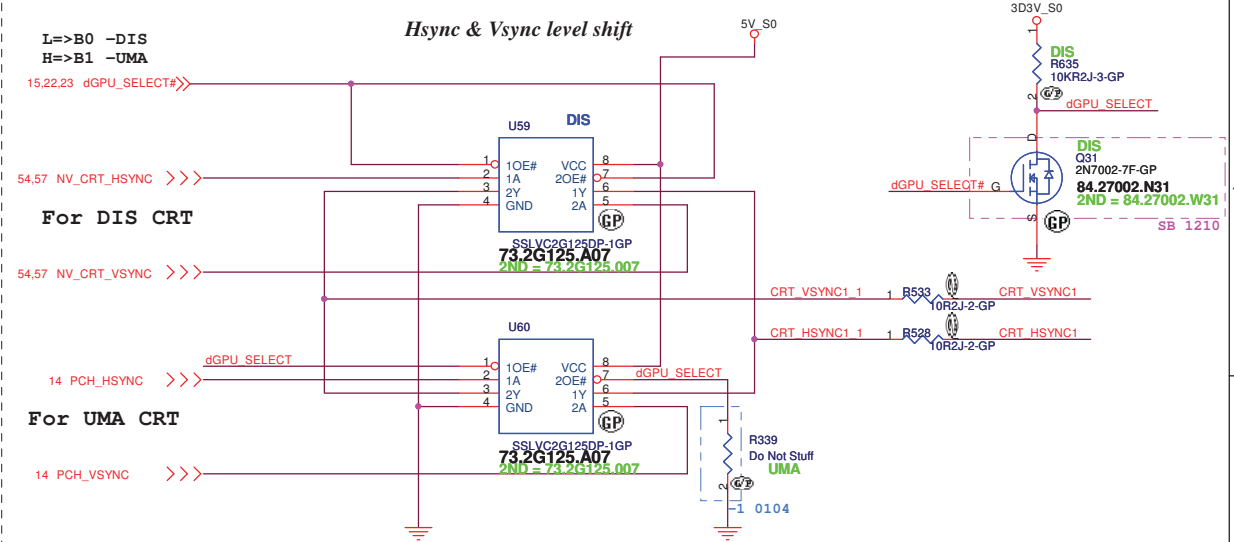 Hsync & Vsync level shift
L=>B0 -DIS
H=>B1 -UMA
15,22,23 dGPU_SELECT#
5V_S0
U59
DIS
1 1OE# VCC 8
2 1A 2OE# 7
3 2Y 1Y 6
4 GND 2A 5
GP
SSLVC2G125DP-1GP
73.2G125.A07
2ND = 73.2G125.007
54,57 NV_CRT_HSYNC
For DIS CRT
54,57 NV_CRT_VSYNC
3D3V_S0
1
DIS
R635
10KR2J-3-GP
2
G/P
dGPU_SELECT
D
DIS
Q31
2N7002-7F-GP
84.27002.N31
2ND = 84.27002.W31
dGPU_SELECT# G
S
GP
SB 1210
CRT_VSYNC1_1 1 R533 CRT_VSYNC1
10R2J-2-GP
CRT_HSYNC1_1 1 R528 CRT_HSYNC1
10R2J-2-GP
U60
dGPU_SELECT
1 1OE# VCC 8
2 1A 2OE# 7
3 2Y 1Y 6
4 GND 2A 5
dGPU_SELECT
GP
SSLVC2G125DP-1GP
73.2G125.A07
2ND = 73.2G125.007
14 PCH_HSYNC
For UMA CRT
14 PCH_VSYNC
1
R339
Do Not Stuff
UMA
2
G/P
-1 0104